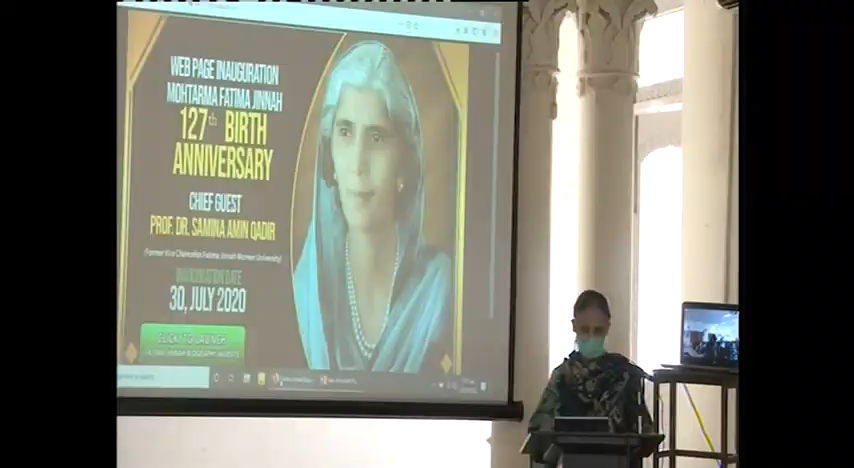 WEB PAGE INAUGURATION
MOHTARMA FATIMA JINNAH
127th BIRTH
ANNIVERSARY
CHIEF GUEST
PROF. DR. SAMINA AMIN QADIR
(Former Vice Chancellor Fatima Jinnah Women University)
INAUGURATION DATE
30, JULY 2020
CLICK TO LAUNCH